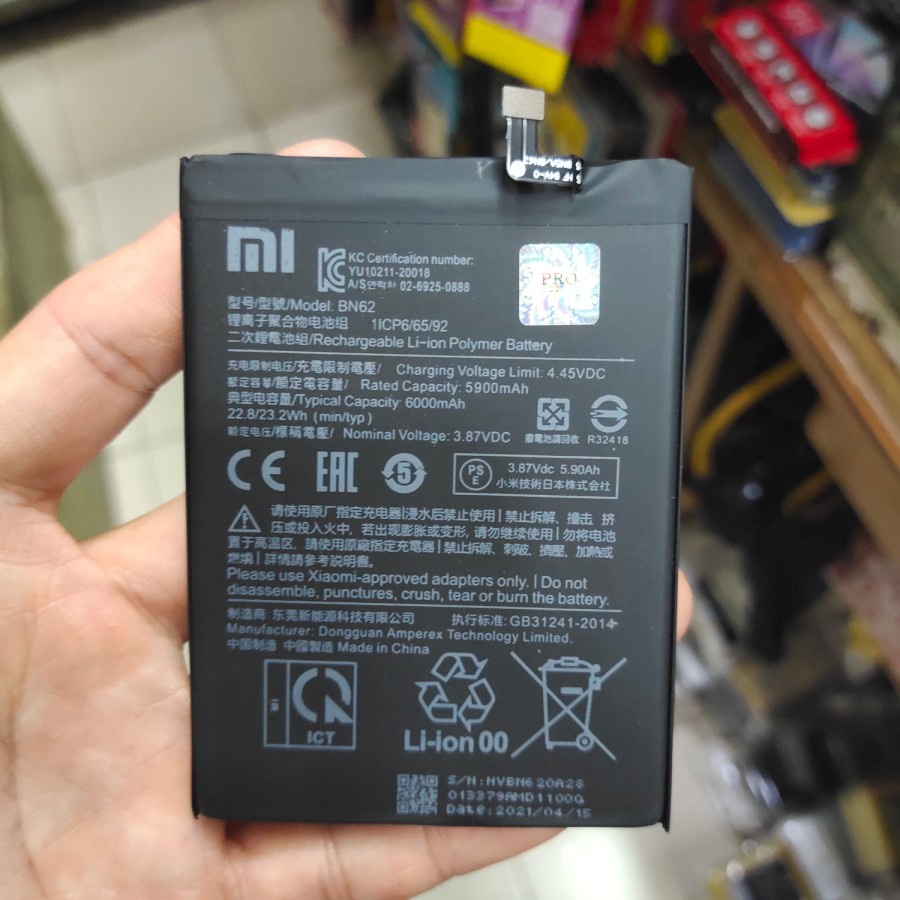 mi
KC Certification number:
YU10211-20018
A/S연락처 02-6925-0888
PRO
型号/型號/Model: BN62
锂离子聚合物电池组 1ICP6/65/92
二次鋰電池組/Rechargeable Li-ion Polymer Battery
充电限制电压/充電限制電壓/ Charging Voltage Limit: 4.45VDC
额定容量/額定電容量/ Rated Capacity: 5900mAh
典型电容量/Typical Capacity: 6000mAh
22.8/23.2Wh (min/typ)
额定电压/標稱電壓/ Nominal Voltage: 3.87VDC
廢電池請回收
R32418
CE EAC 5
PSE
3.87Vdc 5.90Ah
小米技術日本株式会社
请使用原厂指定充电器|浸水后禁止使用|禁止拆解、撞击 挤
压或投入火中，若出现膨胀或变形，请勿继续使用|勿将电池
置于高温区，請使用原廠指定充電器|禁止拆解、刺破、擠壓、加熱或
燃燒|詳情請參考說明書
Please use Xiaomi-approved adapters only. | Do not
disassemble, punctures, crush, tear or burn the battery.
制造商：东莞新能源科技有限公司 执行标准: GB31241-2014
Manufacturer: Dongguan Amperex Technology Limited.
中国制造 中國製造 Made in China
ICT
Li-ion 00
S/N:NVBN620A28
013379AMD1100Q
Date:2021/04/15